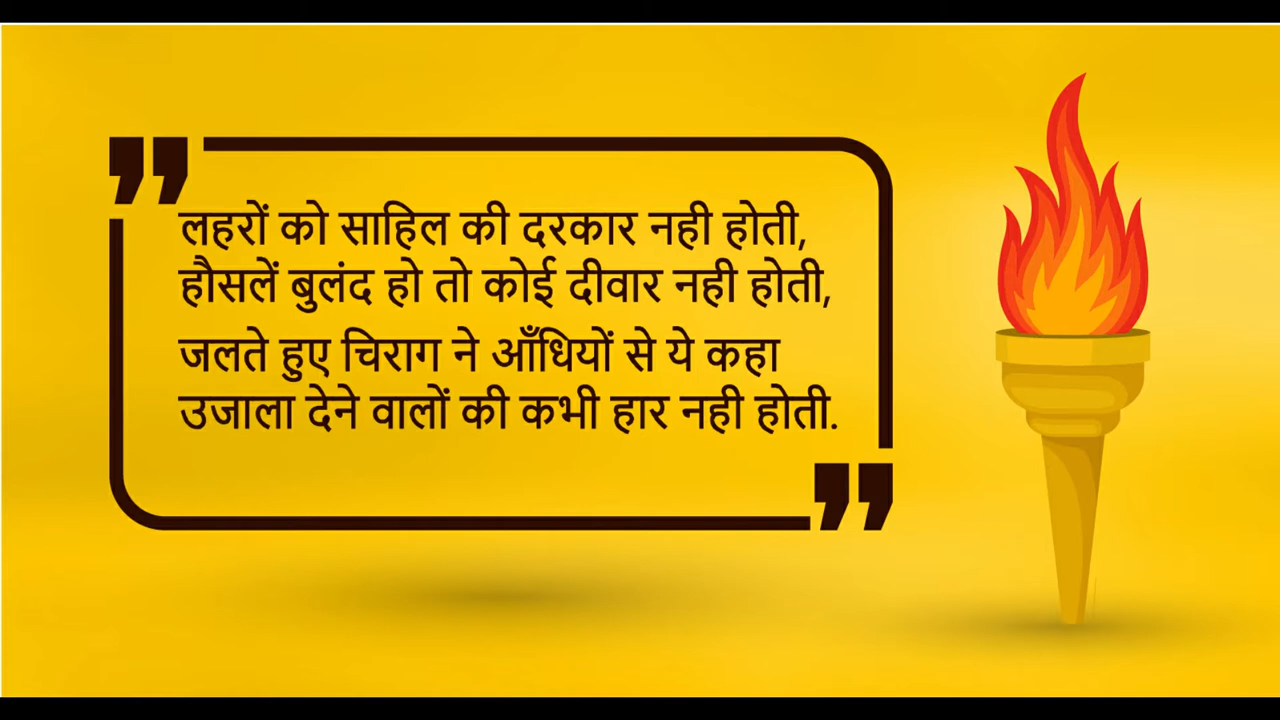 लहरों को साहिल की दरकार नही होती,
हौसलें बुलंद हो तो कोई दीवार नही होती,
जलते हुए चिराग ने आँधियों से ये कहा
उजाला देने वालों की कभी हार नही होती.